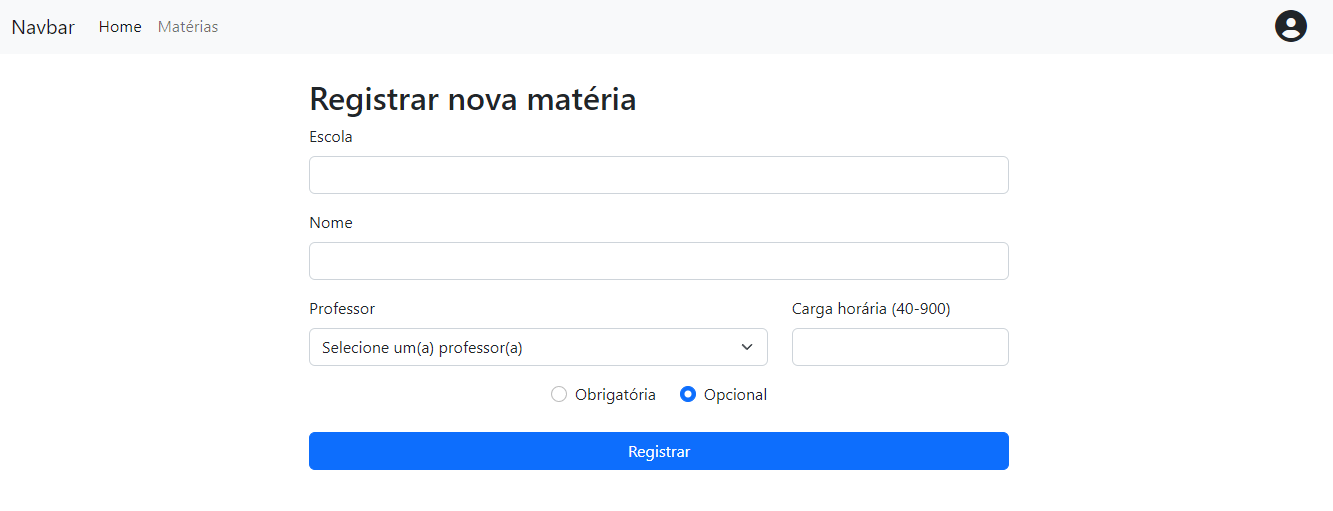 Navbar Home Matérias
Registrar nova matéria
Escola
Nome
Professor Carga horária (40-900)
Selecione um(a) professor(a)
Obrigatória Opcional
Registrar